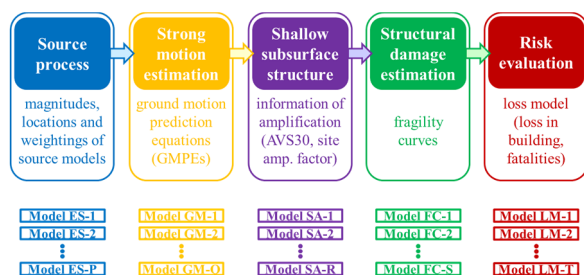 Source
process
magnitudes,
locations and
weightings of
source models
Strong
motion
estimation
ground motion
prediction
equations
(GMPEs)
Shallow
subsurface
structure
information of
amplification
(AVS30, site
amp. factor)
Structural
damage
estimation
fragility
curves
Risk
evaluation
loss model
(loss in
building,
fatalities)
Model ES-1
Model ES-2
Model ES-P
Model GM-1
Model GM-2
Model GM-Q
Model SA-1
Model SA-2
Model SA-R
Model FC-1
Model FC-2
Model FC-S
Model LM-1
Model LM-2
Model LM-T